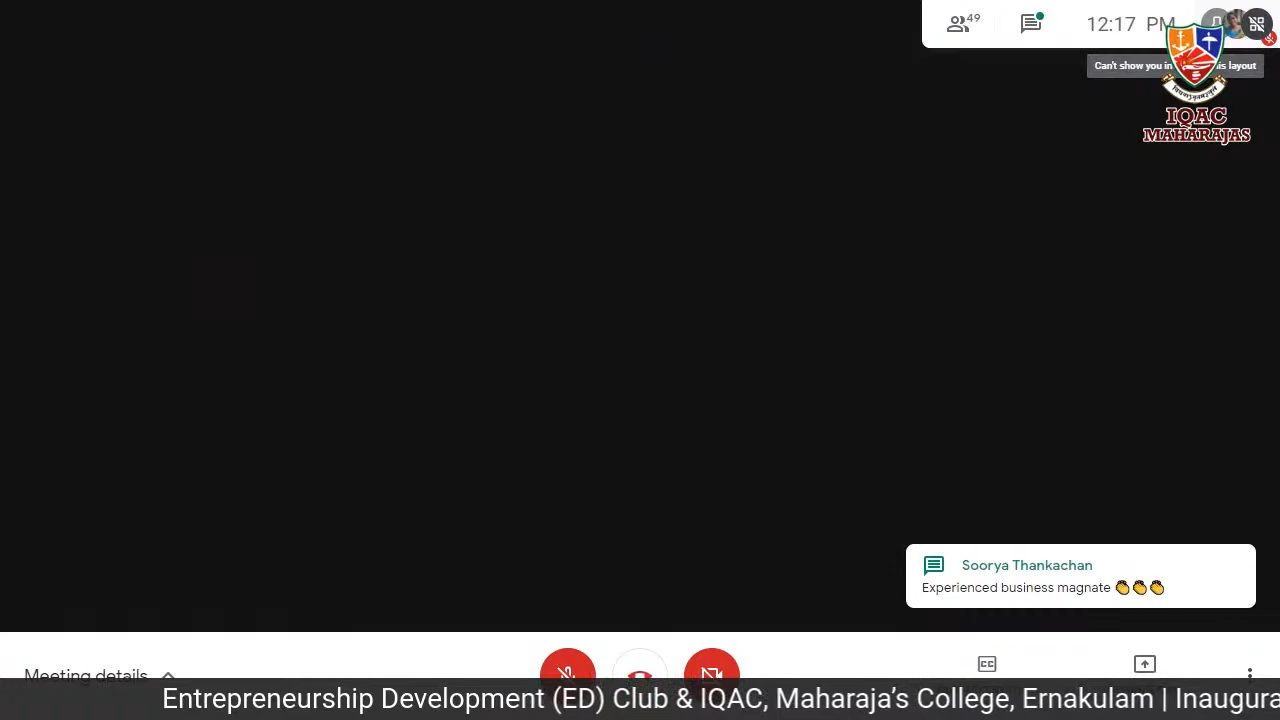 49
12:17 PM
Can't show you in is layout
IQAC
MAHARAJAS
Soorya Thankachan
Experienced business magnate 👏👏👏
Meeting details
Entrepreneurship Development (ED) Club & IQAC, Maharaja’s College, Ernakulam | Inaugura